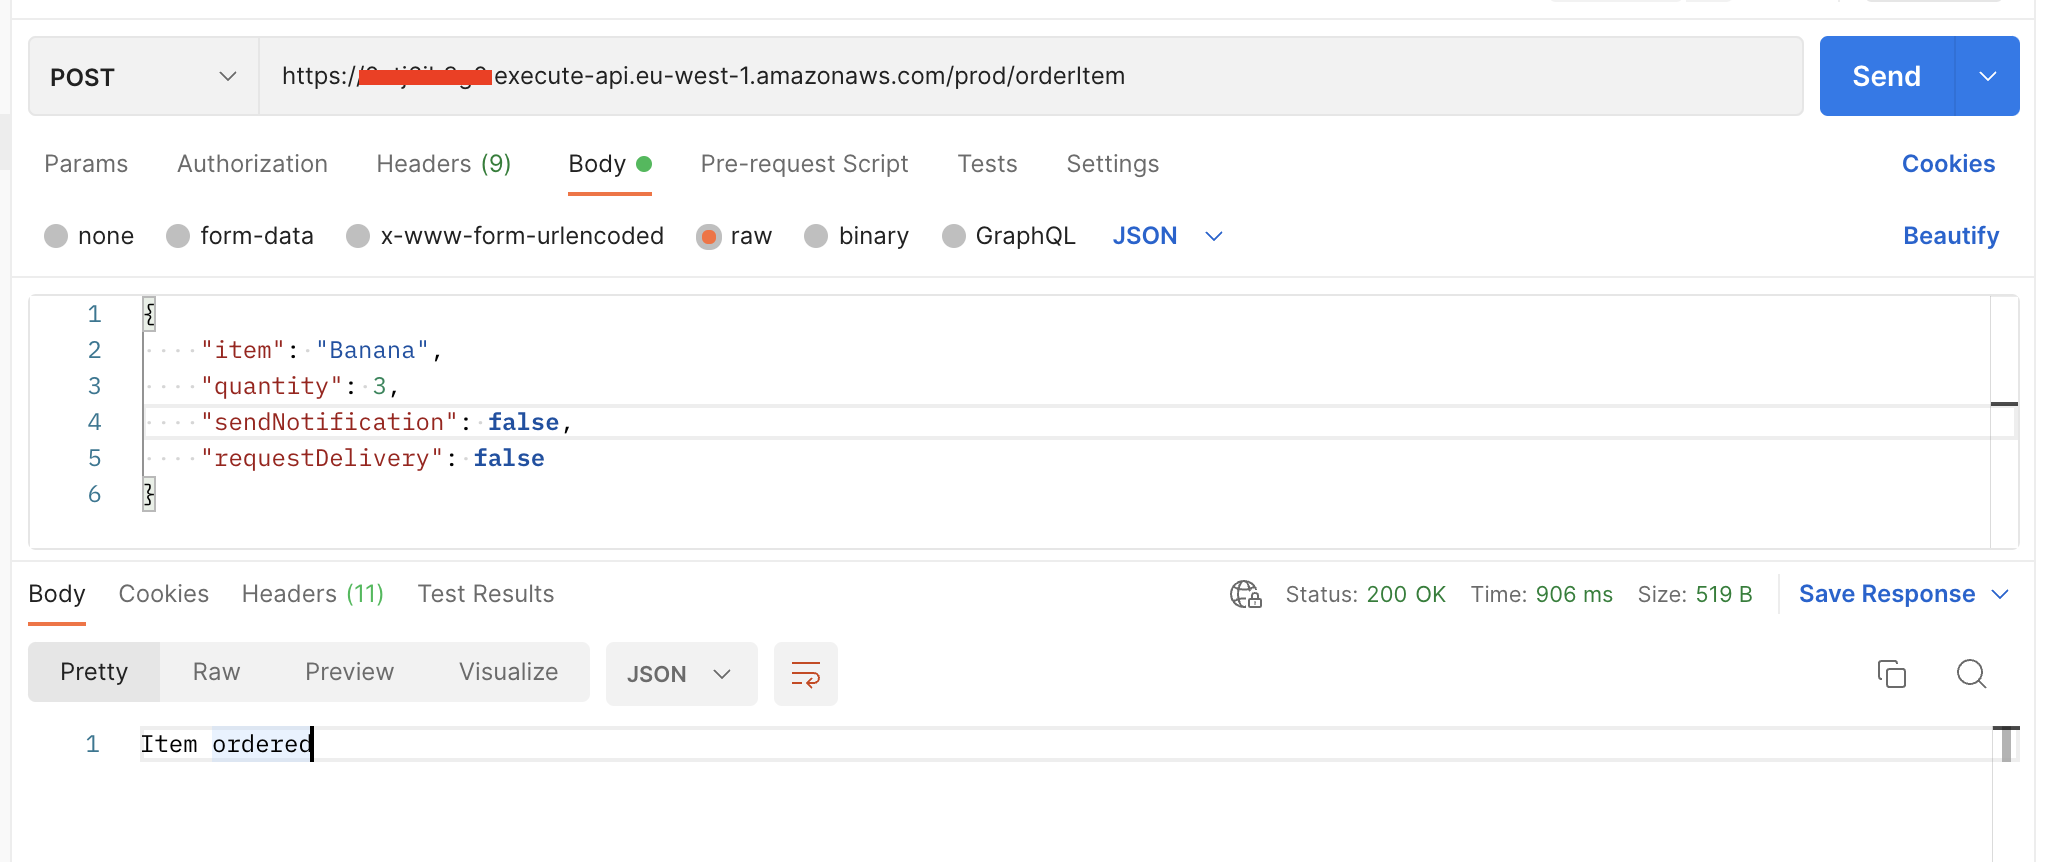 POST https:// execute-api.eu-west-1.amazonaws.com/prod/orderItem Send
Params Authorization Headers (9) Body Pre-request Script Tests Settings Cookies
none form-data x-www-form-urlencoded raw binary GraphQL JSON Beautify
1 {
2 "item": "Banana",
3 "quantity": 3,
4 "sendNotification": false,
5 "requestDelivery": false
6 }
Body Cookies Headers (11) Test Results Status: 200 OK Time: 906 ms Size: 519 B Save Response
Pretty Raw Preview Visualize JSON
1 Item ordered